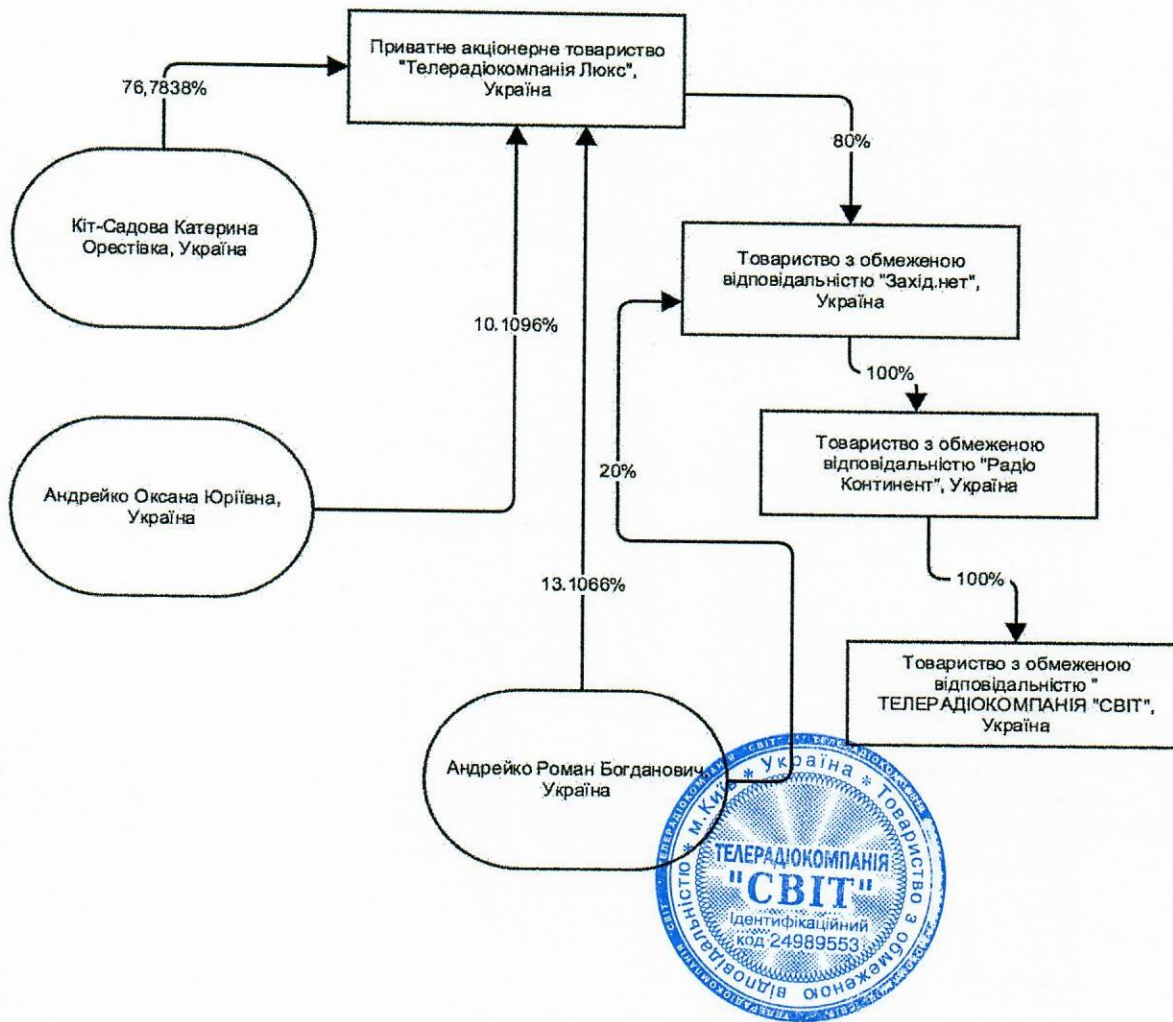 Приватне акціонерне товариство
"Телерадіокомпанія Люкс",
Україна
76,7838%
80%
Кіт-Садова Катерина
Орестівка, Україна
Товариство з обмеженою
відповідальністю "Захід.нет",
Україна
10.1096%
100%
Андрейко Оксана Юріївна,
Україна
20%
Товариство з обмеженою
відповідальністю "Радіо
Континент", Україна
13.1066%
100%
Товариство з обмеженою
відповідальністю "
ТЕЛЕРАДІОКОМПАНІЯ "СВІТ",
Україна
Андрейко Роман Богданович,
Україна
* м.Київ * Україна * Товариство з обмеженою відповідальністю
ТЕЛЕРАДІОКОМПАНІЯ
"СВІТ"
Ідентифікаційний
код 24989553